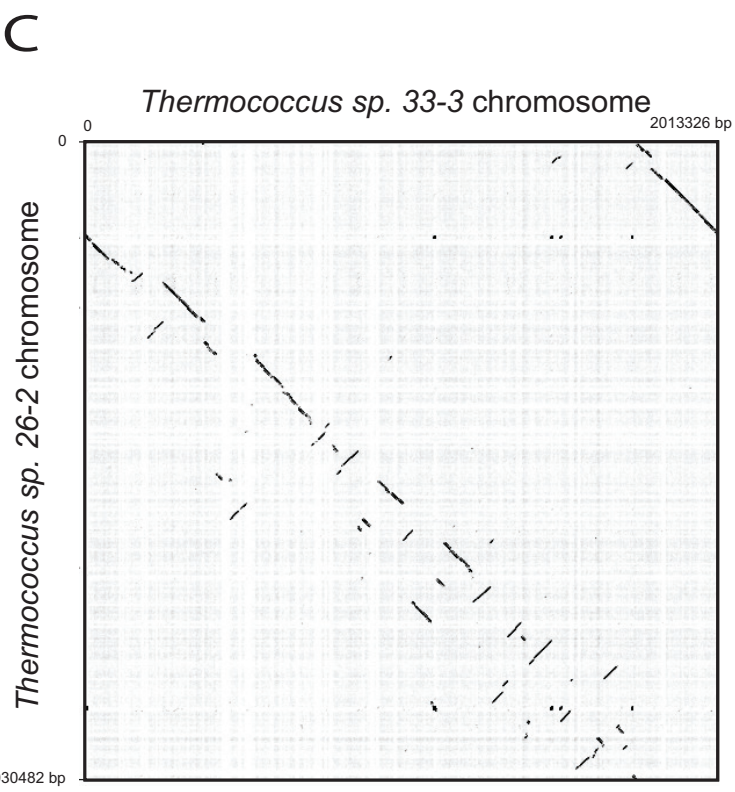 C
Thermococcus sp. 33-3 chromosome
0
2013326 bp
0
Thermococcus sp. 26-2 chromosome
30482 bp